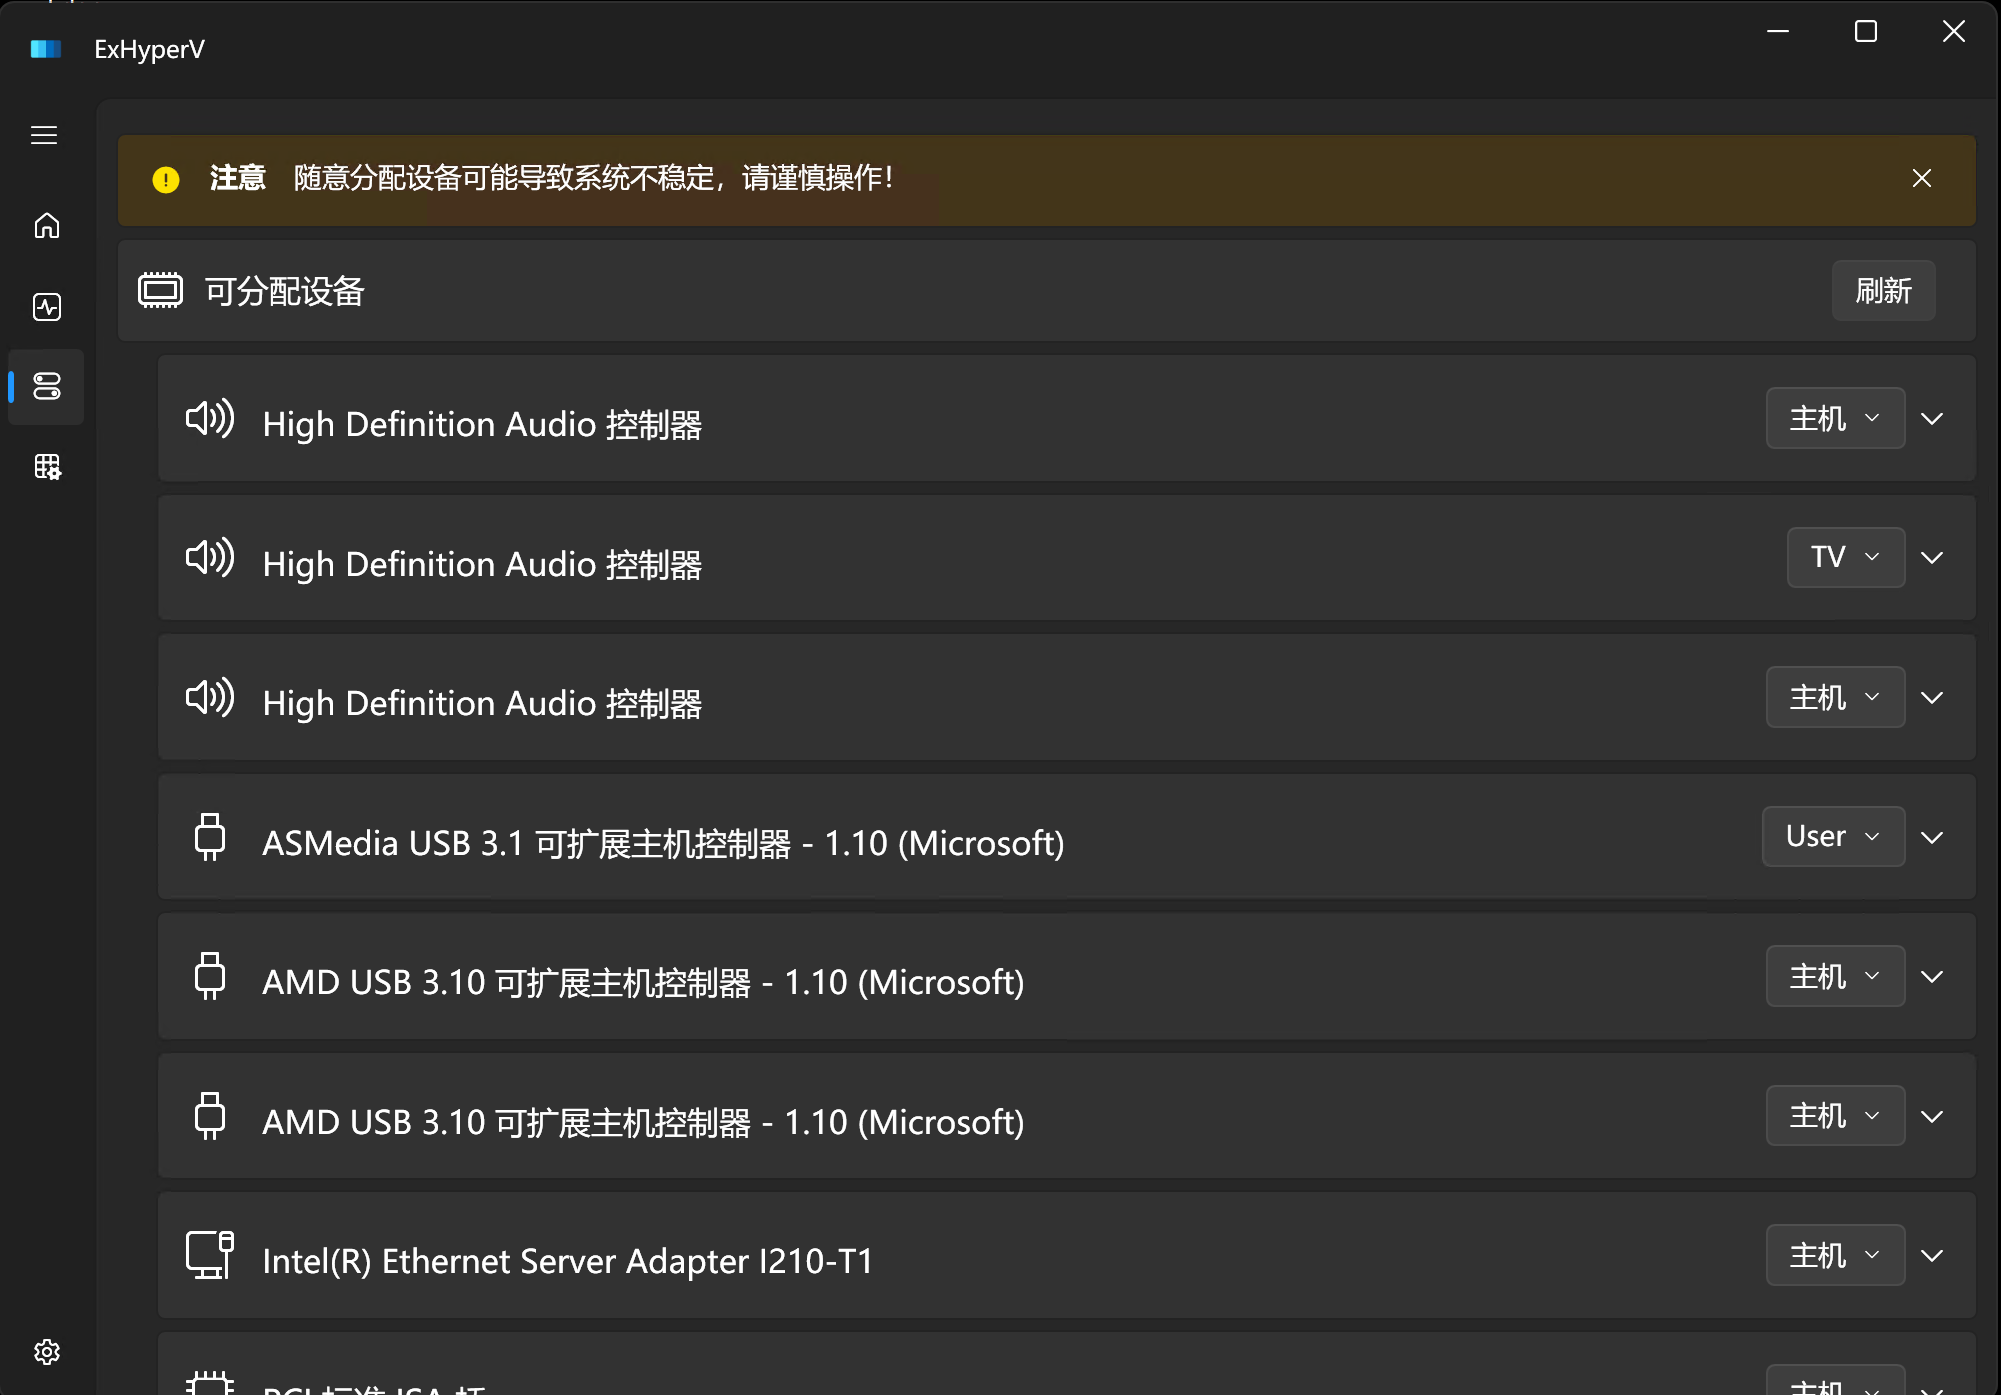 ExHyperV
注意 随意分配设备可能导致系统不稳定，请谨慎操作！
可分配设备 刷新
High Definition Audio 控制器 主机
High Definition Audio 控制器 TV
High Definition Audio 控制器 主机
ASMedia USB 3.1 可扩展主机控制器 - 1.10 (Microsoft) User
AMD USB 3.10 可扩展主机控制器 - 1.10 (Microsoft) 主机
AMD USB 3.10 可扩展主机控制器 - 1.10 (Microsoft) 主机
Intel(R) Ethernet Server Adapter I210-T1 主机
PCI 标准 ISA 桥 主机